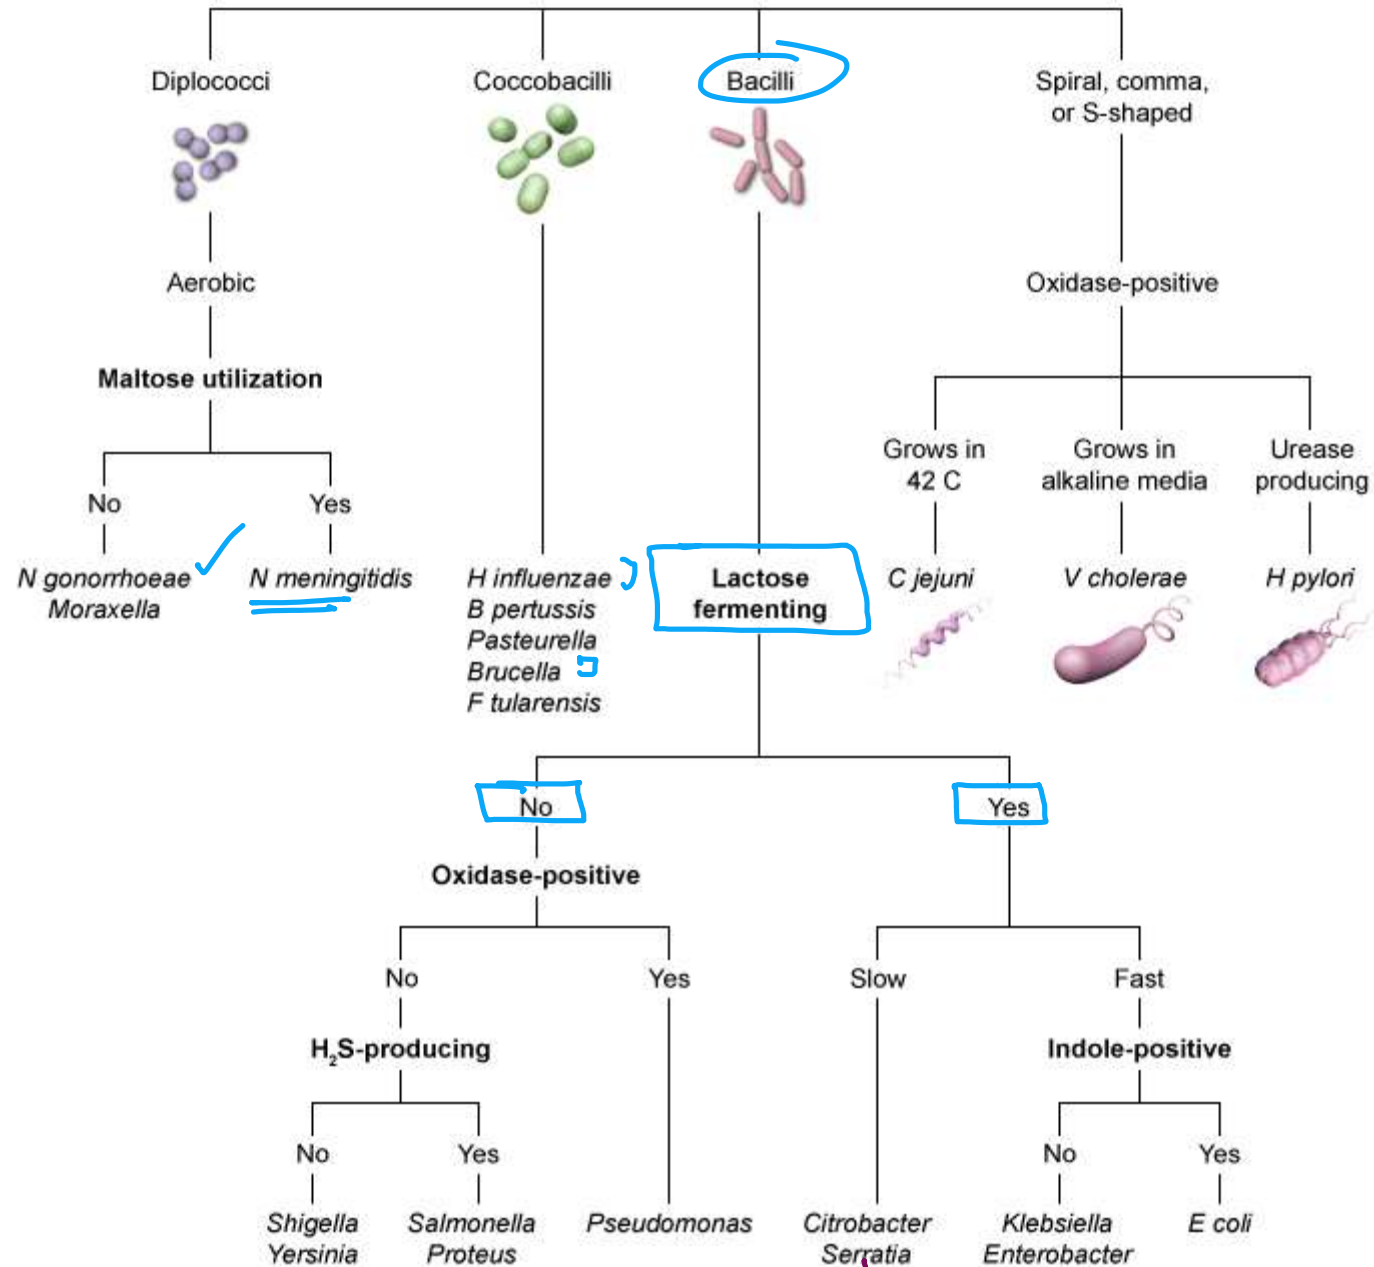 Diplococci
Coccobacilli
Bacilli
Spiral, comma,
or S-shaped
Aerobic
Oxidase-positive
Maltose utilization
Grows in
42 C
Grows in
alkaline media
Urease
producing
No
Yes
N gonorrhoeae
Moraxella
N meningitidis
H influenzae
B pertussis
Pasteurella
Brucella
F tularensis
Lactose
fermenting
C jejuni
V cholerae
H pylori
No
Yes
Oxidase-positive
No
Yes
Slow
Fast
H₂S-producing
Indole-positive
No
Yes
No
Yes
Shigella
Yersinia
Salmonella
Proteus
Pseudomonas
Citrobacter
Serratia
Klebsiella
Enterobacter
E coli